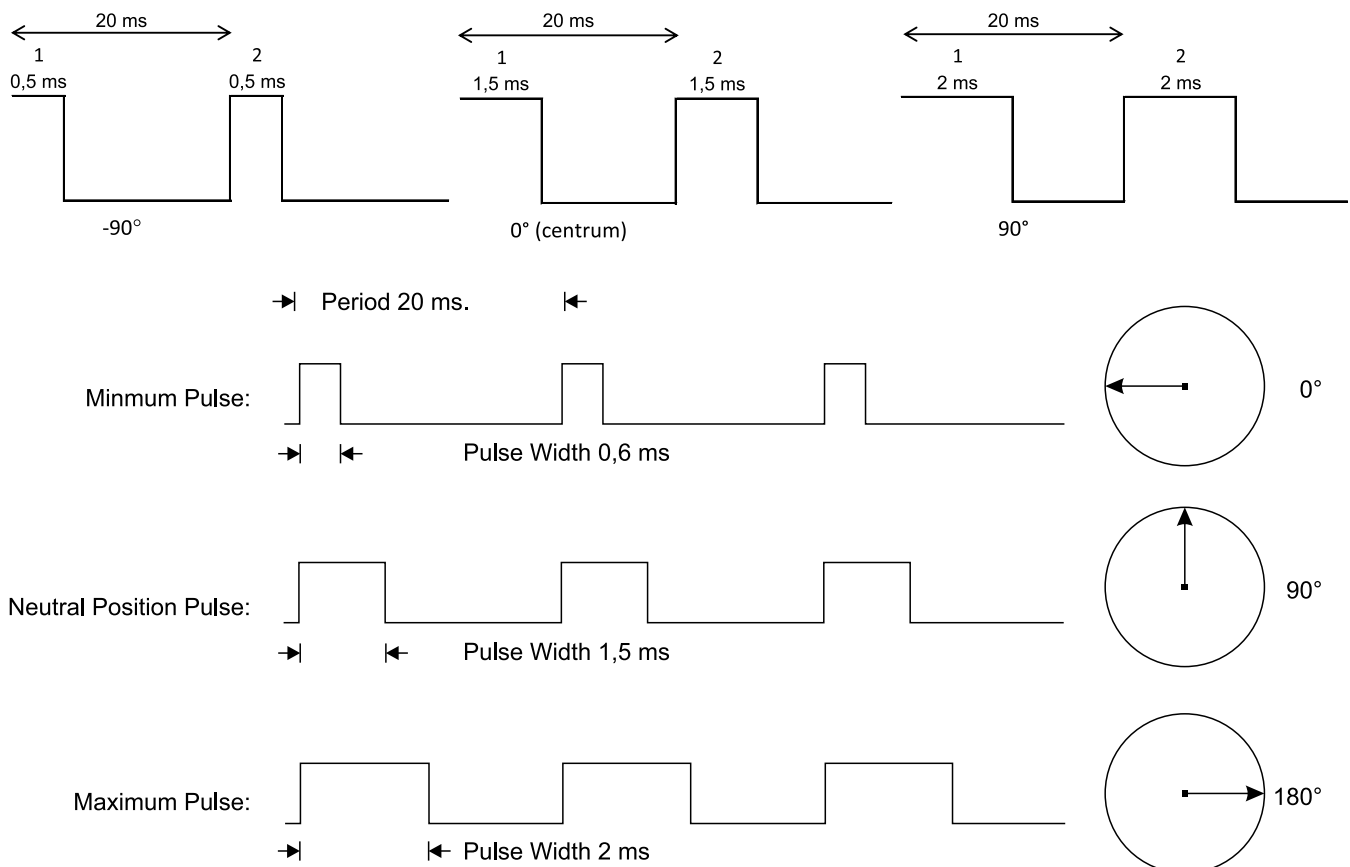 20 ms
20 ms
20 ms
1
2
1
2
1
2
0,5 ms
0,5 ms
1,5 ms
1,5 ms
2 ms
2 ms
-90°
0° (centrum)
90°
Period 20 ms.
Minmum Pulse:
0°
Pulse Width 0,6 ms
Neutral Position Pulse:
90°
Pulse Width 1,5 ms
Maximum Pulse:
180°
Pulse Width 2 ms